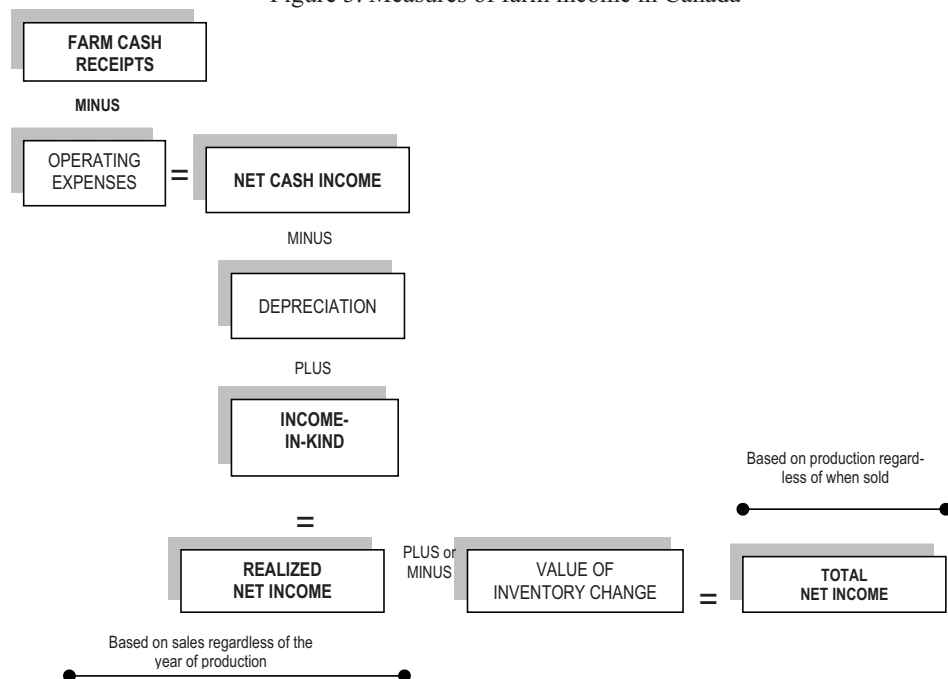 Figure 3. Measures of farm income in Canada
FARM CASH
RECEIPTS
MINUS
OPERATING
EXPENSES
=
NET CASH INCOME
MINUS
DEPRECIATION
PLUS
INCOME-
IN-KIND
=
REALIZED
NET INCOME
PLUS or
MINUS
VALUE OF
INVENTORY CHANGE
=
TOTAL
NET INCOME
Based on production regard-
less of when sold
Based on sales regardless of the
year of production